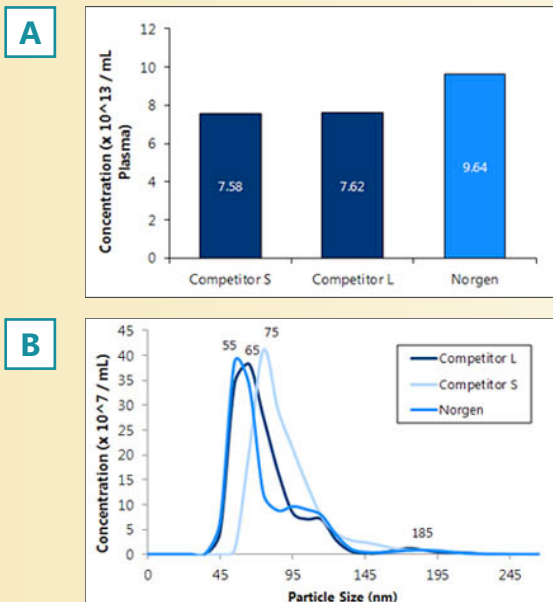 A
Concentration (x 10^13 / mL
Plasma)
12
10
8
6
4
2
0
7.58
7.62
9.64
Competitor S
Competitor L
Norgen
B
Concentration (x 10^7 / mL)
45
40
35
30
25
20
15
10
5
0
55
65
75
185
Competitor L
Competitor S
Norgen
0
45
95
145
195
245
Particle Size (nm)